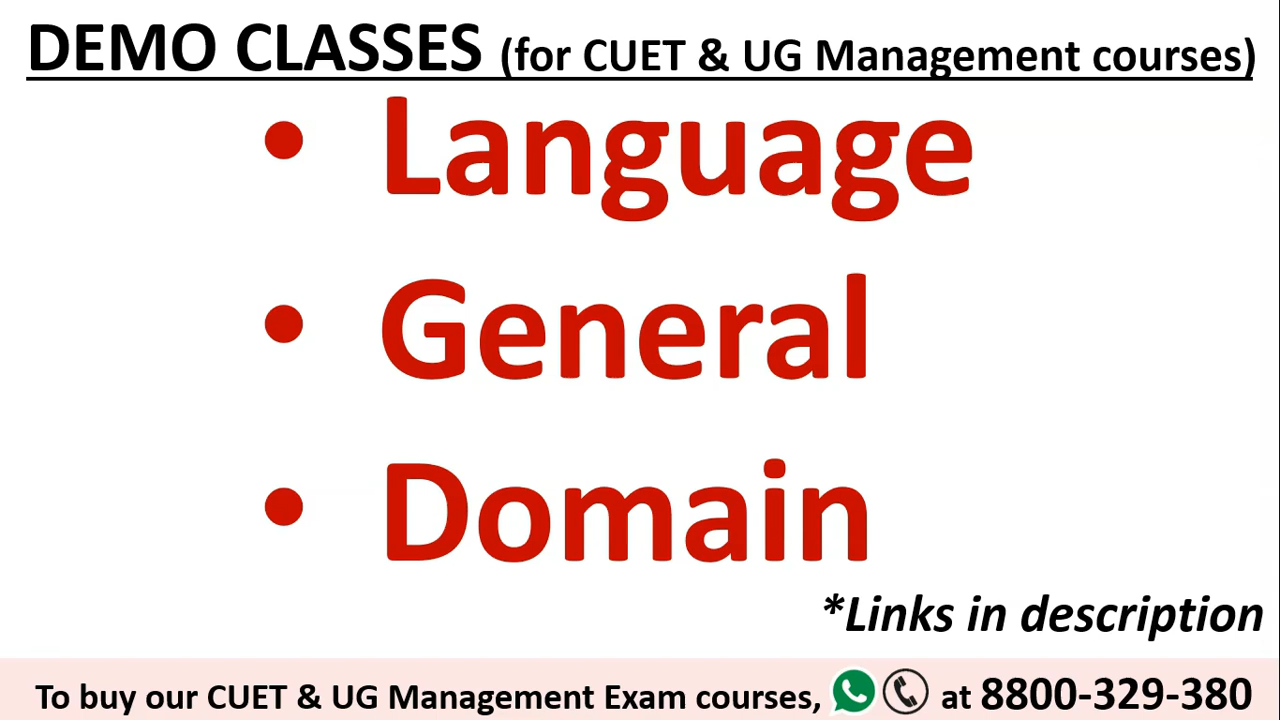 DEMO CLASSES (for CUET & UG Management courses)
• Language
• General
• Domain
*Links in description
To buy our CUET & UG Management Exam courses, at 8800-329-380